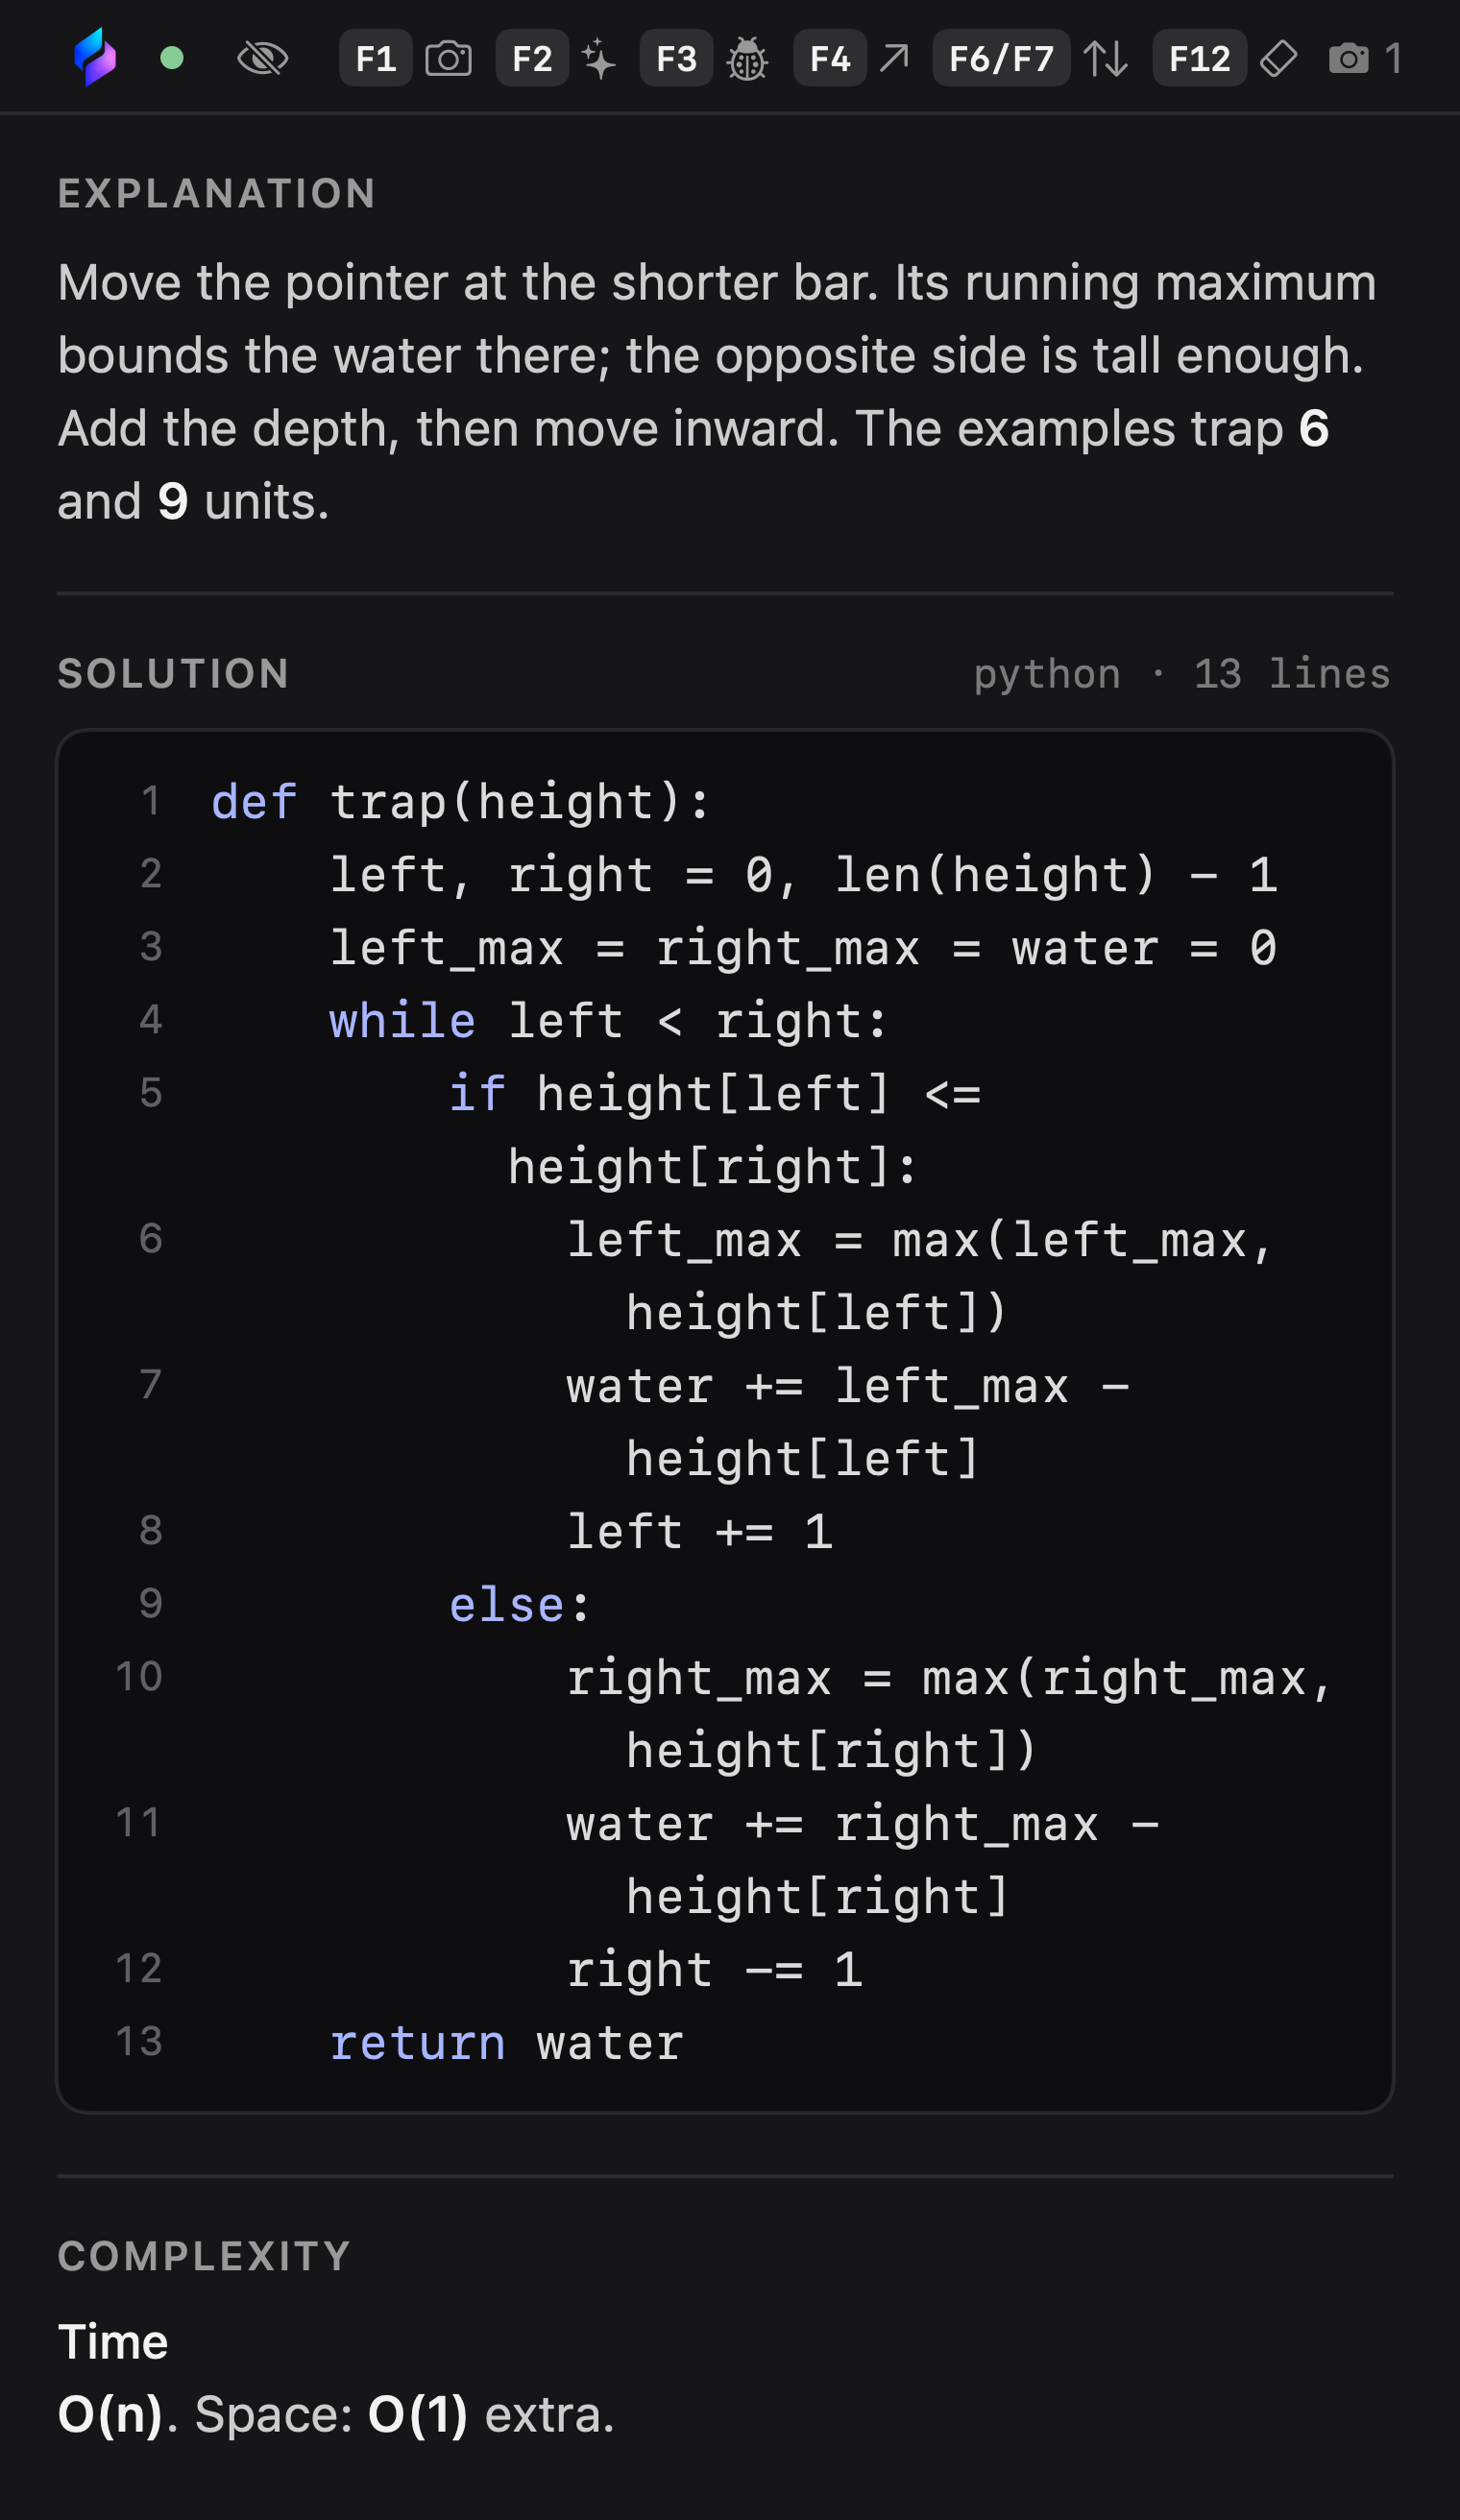 F1 F2 F3 F4 F6/F7 F12 1
EXPLANATION
Move the pointer at the shorter bar. Its running maximum
bounds the water there; the opposite side is tall enough.
Add the depth, then move inward. The examples trap 6
and 9 units.
SOLUTION python · 13 lines
1 def trap(height):
2     left, right = 0, len(height) − 1
3     left_max = right_max = water = 0
4     while left < right:
5         if height[left] <=
          height[right]:
6             left_max = max(left_max,
              height[left])
7             water += left_max −
              height[left]
8             left += 1
9         else:
10             right_max = max(right_max,
              height[right])
11             water += right_max −
              height[right]
12             right −= 1
13     return water
COMPLEXITY
Time
O(n). Space: O(1) extra.